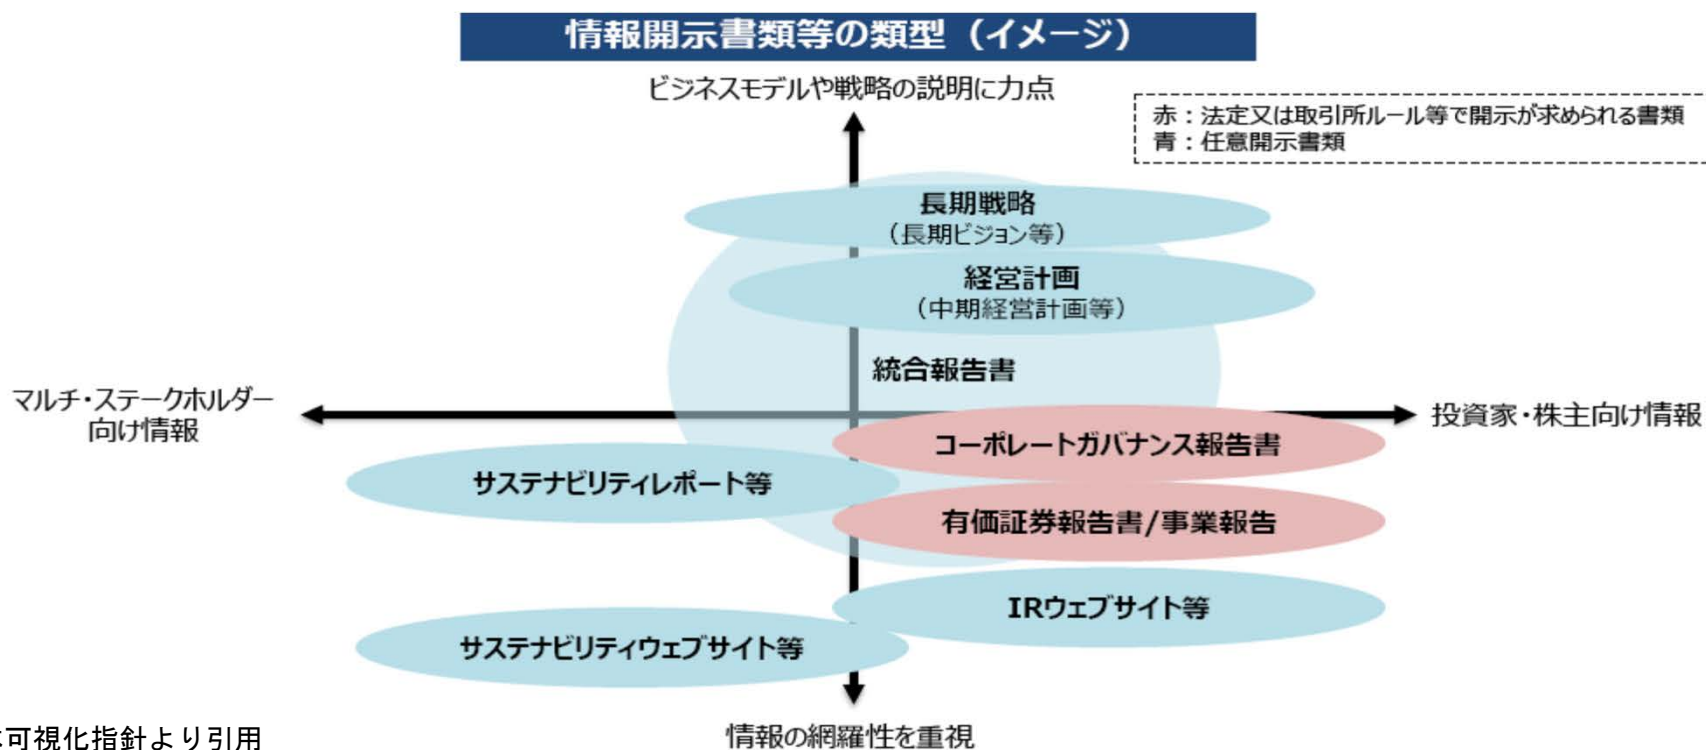 情報開示書類等の類型（イメージ）
ビジネスモデルや戦略の説明に力点
赤：法定又は取引所ルール等で開示が求められる書類
青：任意開示書類
長期戦略
（長期ビジョン等）
経営計画
（中期経営計画等）
統合報告書
マルチ・ステークホルダー
向け情報
投資家・株主向け情報
コーポレートガバナンス報告書
サステナビリティレポート等
有価証券報告書/事業報告
IRウェブサイト等
サステナビリティウェブサイト等
情報の網羅性を重視
可視化指針より引用